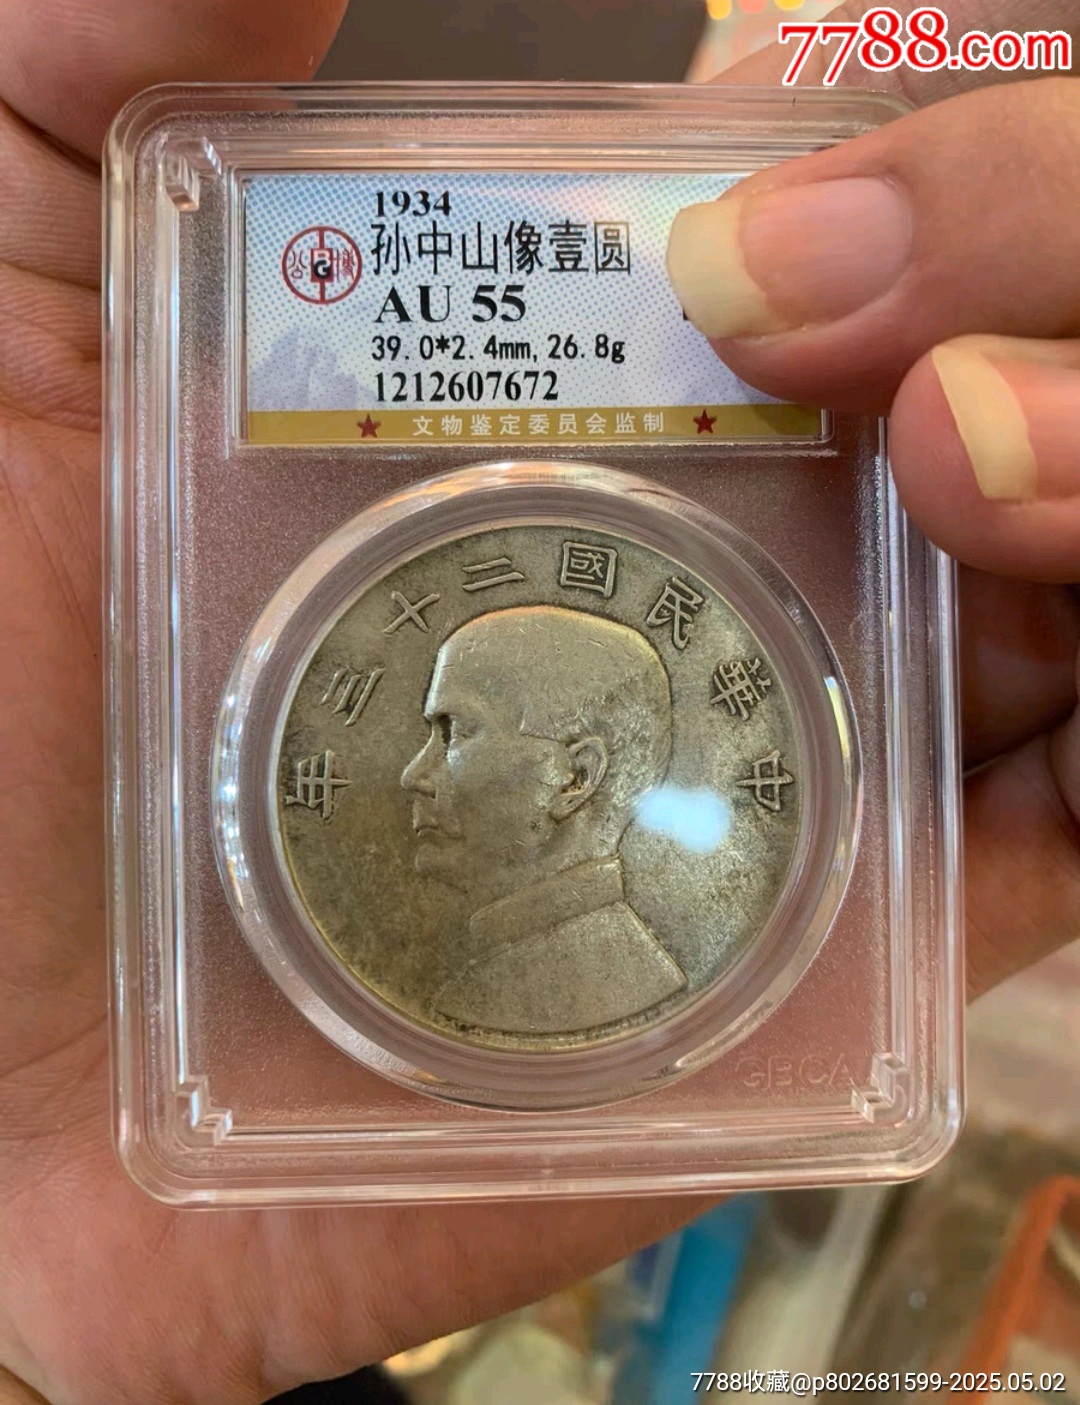 7788.com
1934
孙中山像壹圆
公博
AU 55
39.0*2.4mm, 26.8g
1212607672
★ 文物鉴定委员会监制 ★
年三十二國民華中
GBCA
7788收藏@p802681599-2025.05.02